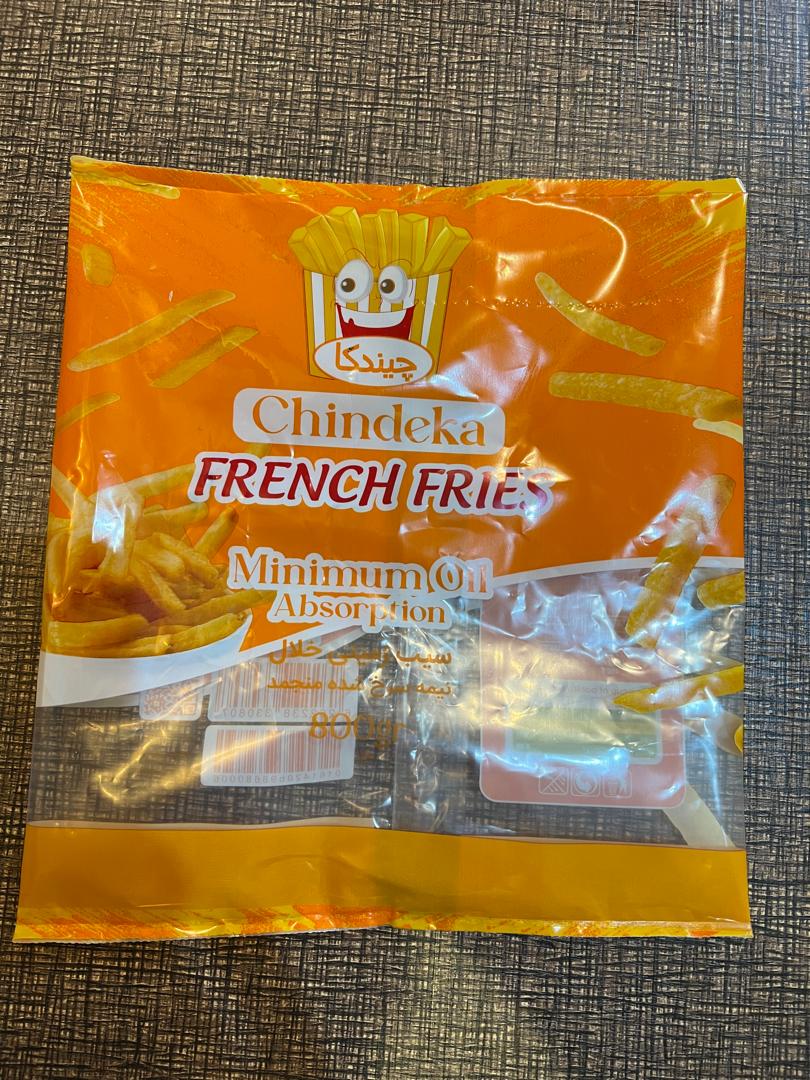 چیندکا
Chindeka
FRENCH FRIES
Minimum Oil
Absorption
سیب زمینی خلال
نیمه سرخ شده منجمد
800gr